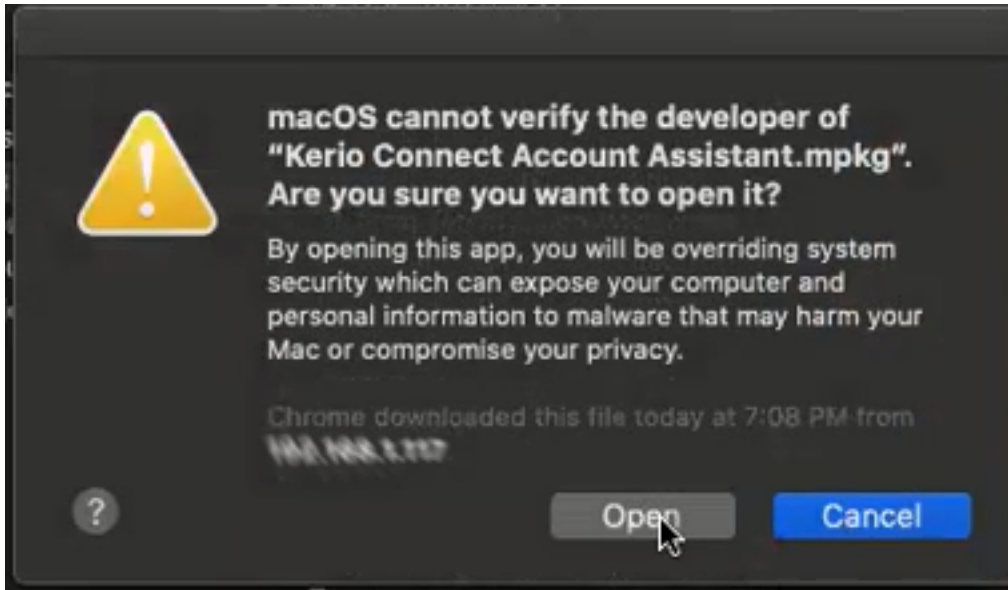 macOS cannot verify the developer of
“Kerio Connect Account Assistant.mpkg”.
Are you sure you want to open it?
By opening this app, you will be overriding system
security which can expose your computer and
personal information to malware that may harm your
Mac or compromise your privacy.
Chrome downloaded this file today at 7:08 PM from
?
Open
Cancel